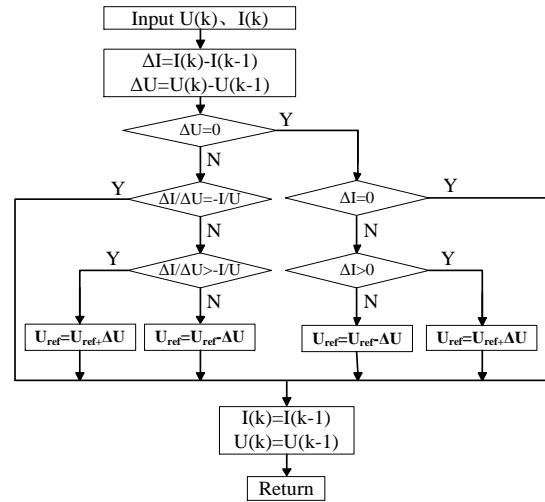 Input U(k)、I(k)
ΔI=I(k)-I(k-1)
ΔU=U(k)-U(k-1)
ΔU=0
Y
N
Y
ΔI/ΔU=-I/U
ΔI=0
Y
N
N
Y
ΔI/ΔU>-I/U
ΔI>0
Y
N
N
Uref=Uref+ΔU
Uref=Uref-ΔU
Uref=Uref-ΔU
Uref=Uref+ΔU
I(k)=I(k-1)
U(k)=U(k-1)
Return